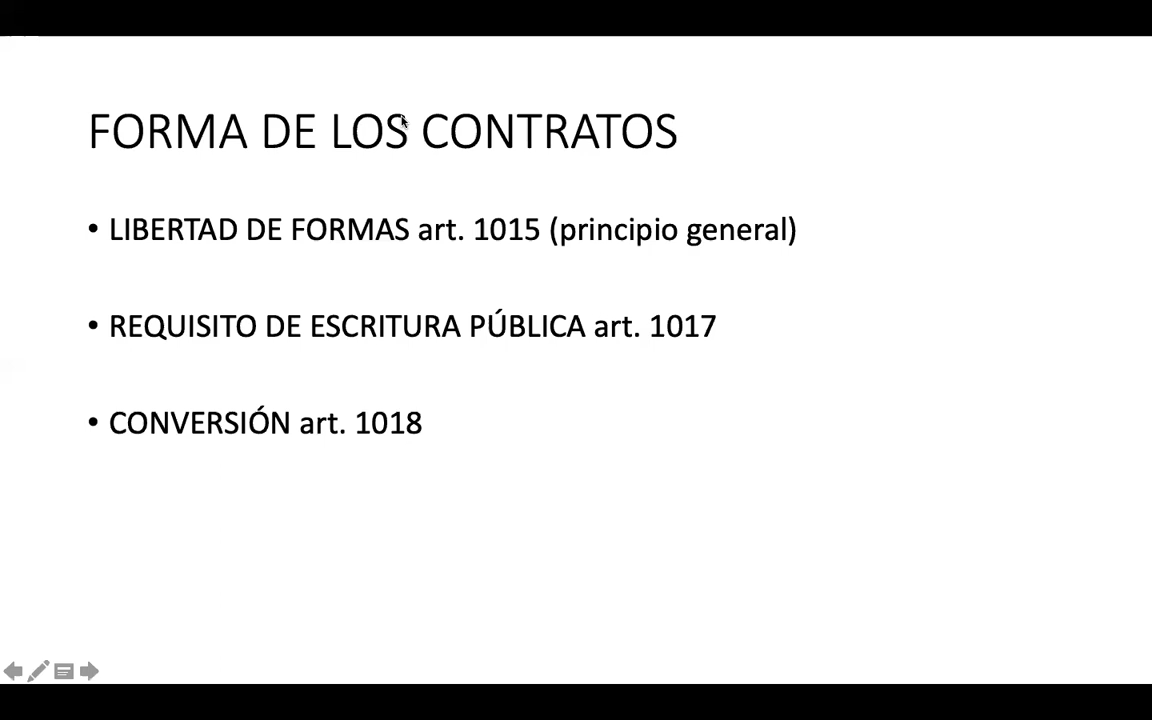 FORMA DE LOS CONTRATOS
• LIBERTAD DE FORMAS art. 1015 (principio general)
• REQUISITO DE ESCRITURA PÚBLICA art. 1017
• CONVERSIÓN art. 1018